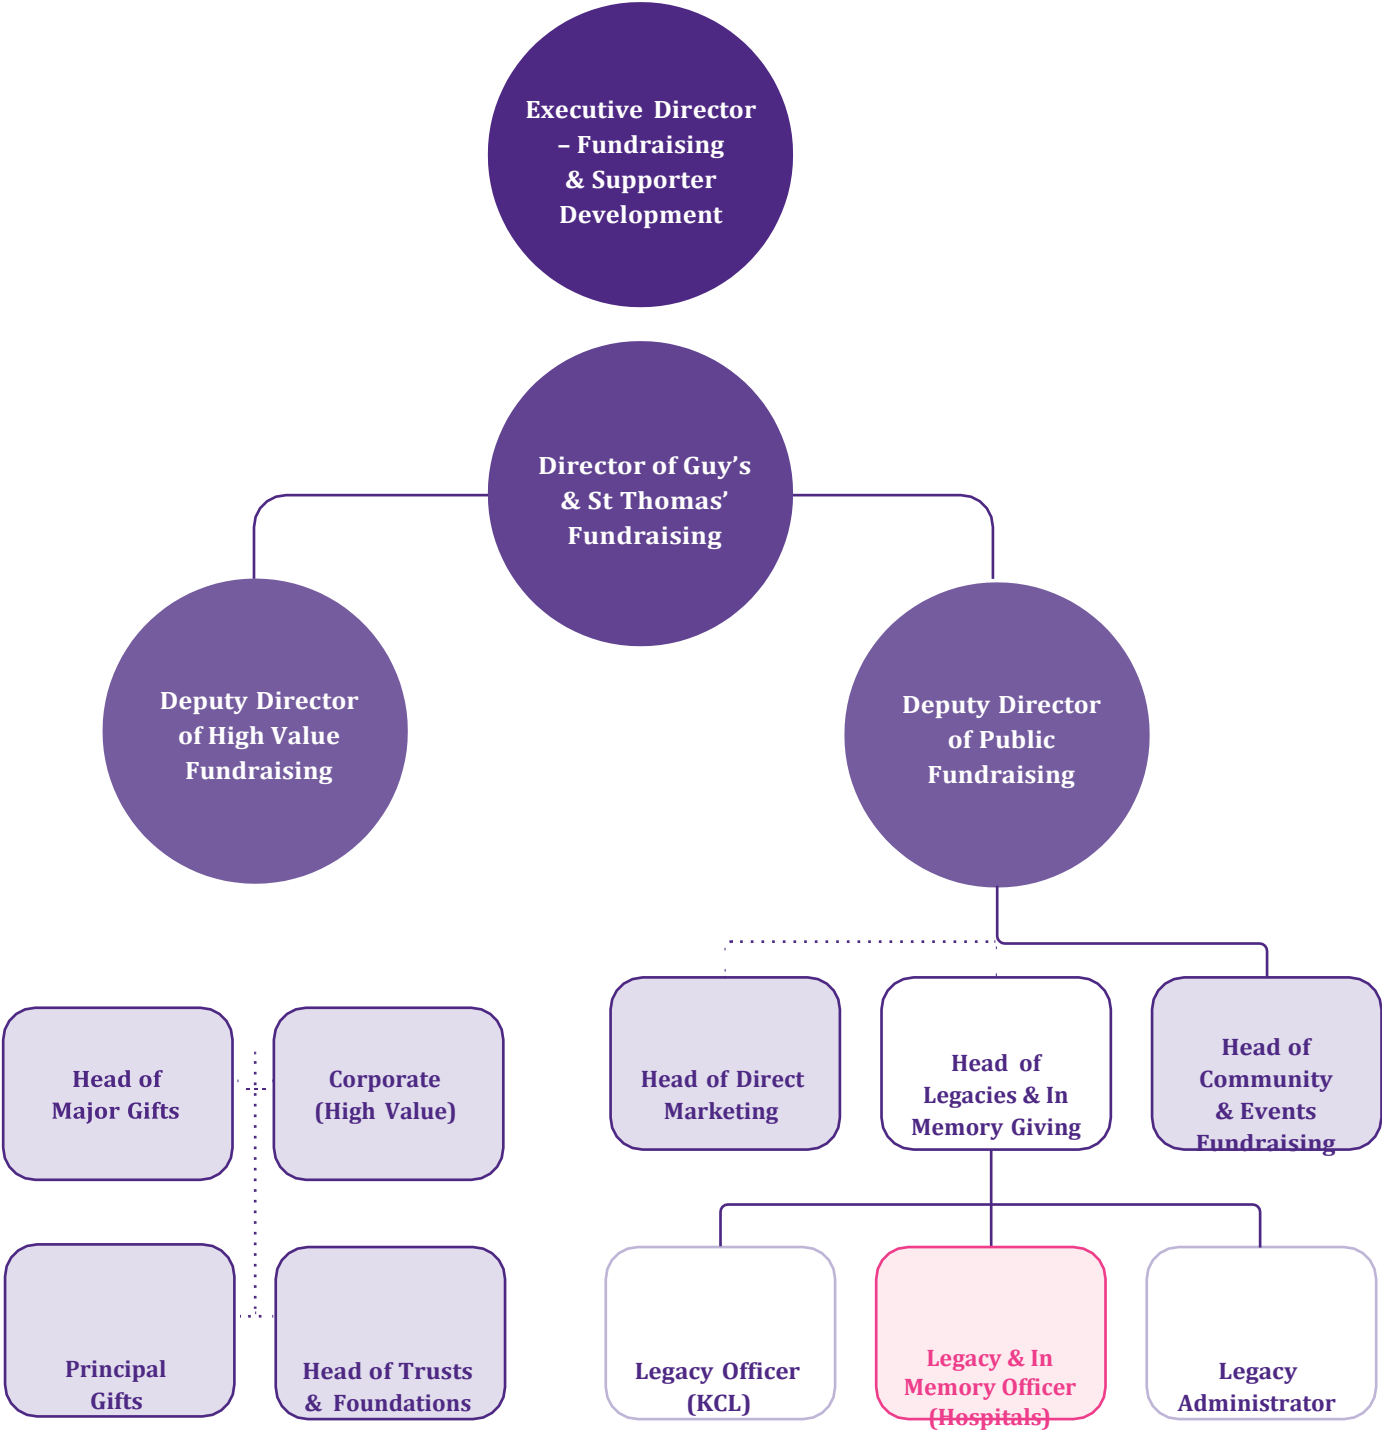 Executive Director
– Fundraising
& Supporter
Development
Director of Guy’s
& St Thomas’
Fundraising
Deputy Director
of High Value
Fundraising
Deputy Director
of Public
Fundraising
Head of
Major Gifts
Corporate
(High Value)
Head of Direct
Marketing
Head of
Legacies & In
Memory Giving
Head of
Community
& Events
Fundraising
Principal
Gifts
Head of Trusts
& Foundations
Legacy Officer
(KCL)
Legacy & In
Memory Officer
(Hospitals)
Legacy
Administrator